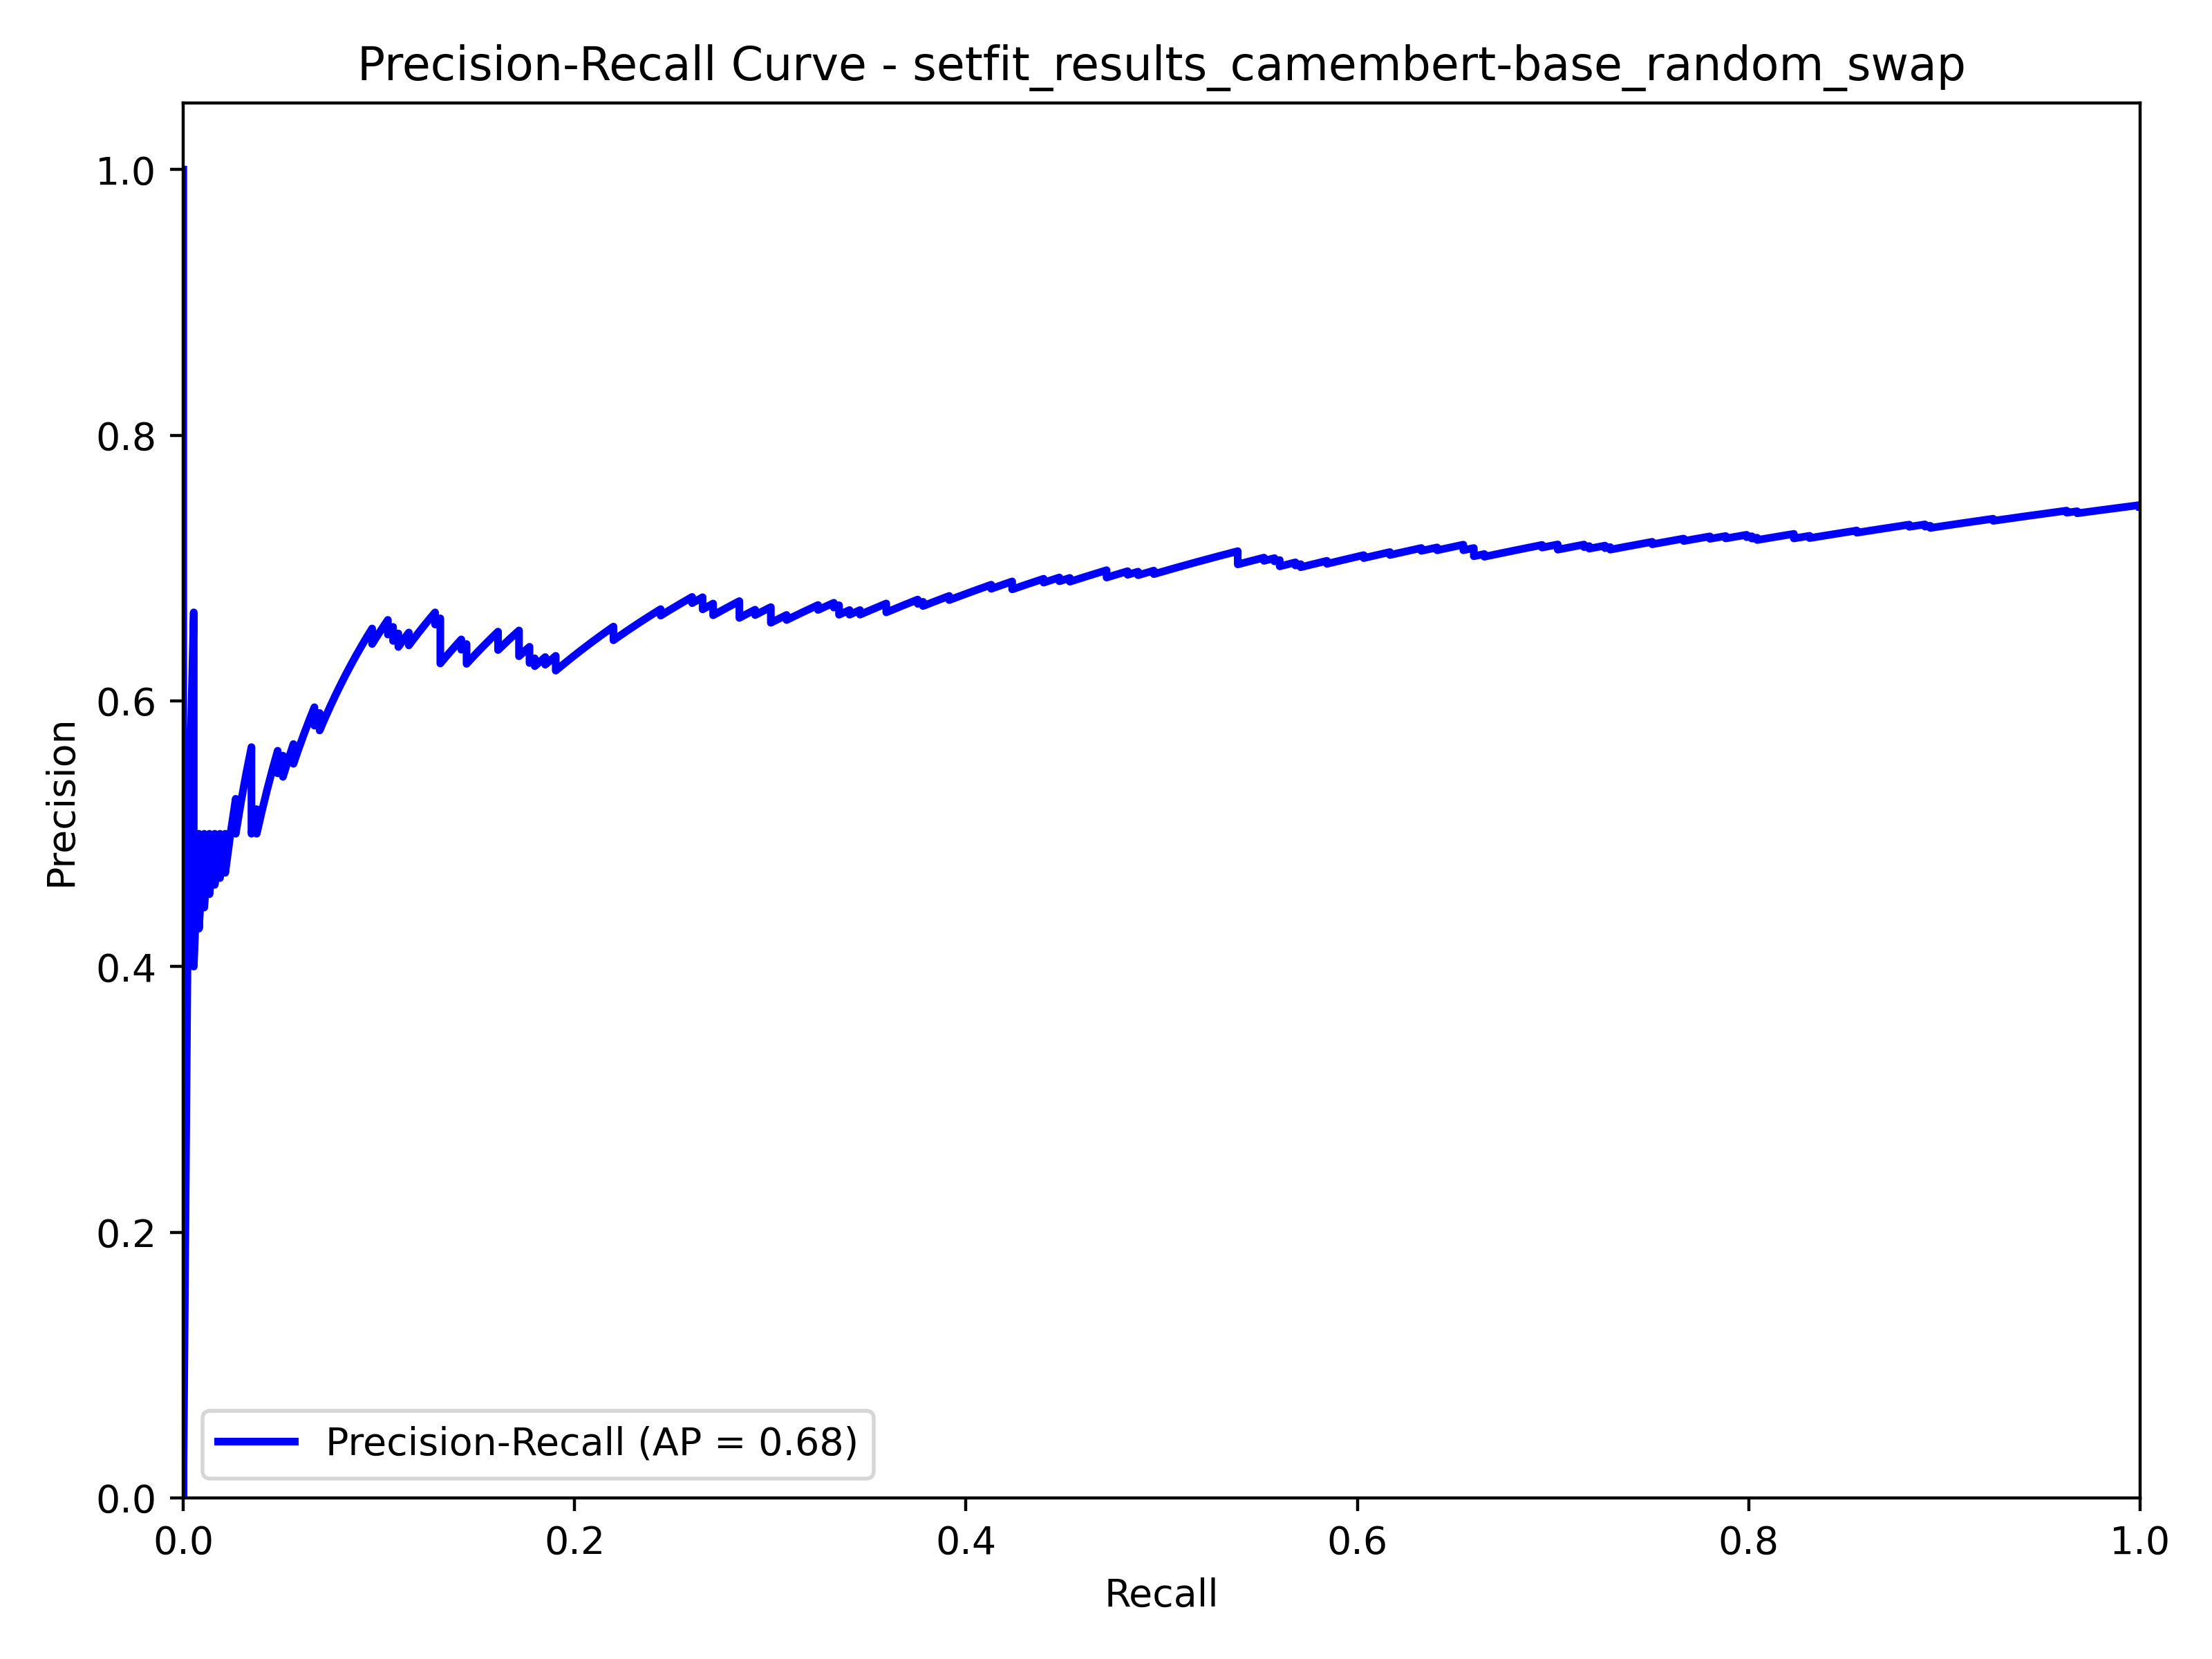 Precision-Recall Curve - setfit_results_camembert-base_random_swap
1.0
0.8
0.6
0.4
0.2
0.0
Precision
Precision-Recall (AP = 0.68)
0.0 0.2 0.4 0.6 0.8 1.0
Recall